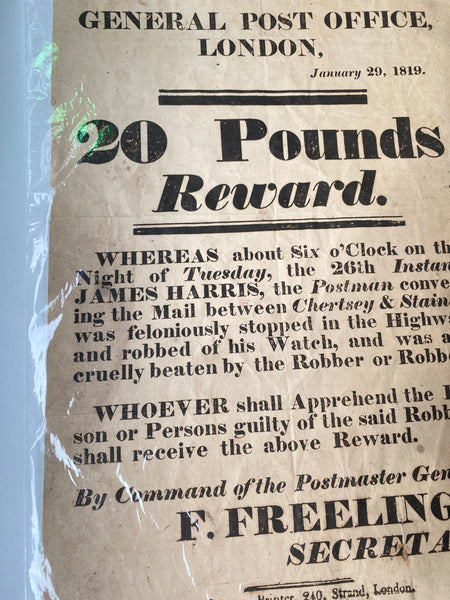 GENERAL POST OFFICE,
LONDON,
January 29, 1819.
20 Pounds
Reward.
WHEREAS about Six o'Clock on th
Night of Tuesday, the 26th Instan
JAMES HARRIS, the Postman conve
ing the Mail between Chertsey & Stain
was feloniously stopped in the Highwa
and robbed of his Watch, and was a
cruelly beaten by the Robber or Robb
WHOEVER shall Apprehend the
son or Persons guilty of the said Robb
shall receive the above Reward.
By Command of the Postmaster Gen
F. FREELING
SECRETA
Printer, 240, Strand, London.